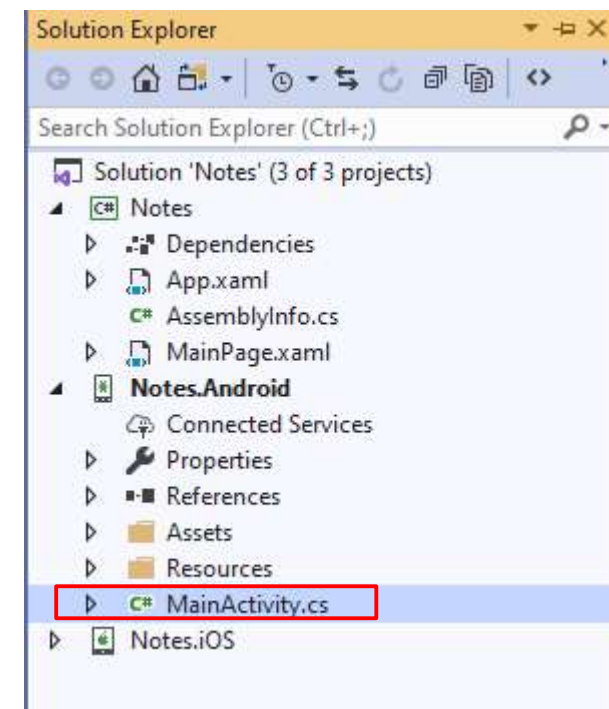 Solution Explorer
Search Solution Explorer (Ctrl+;)
Solution 'Notes' (3 of 3 projects)
C# Notes
Dependencies
App.xaml
C# AssemblyInfo.cs
MainPage.xaml
Notes.Android
Connected Services
Properties
References
Assets
Resources
C# MainActivity.cs
Notes.iOS